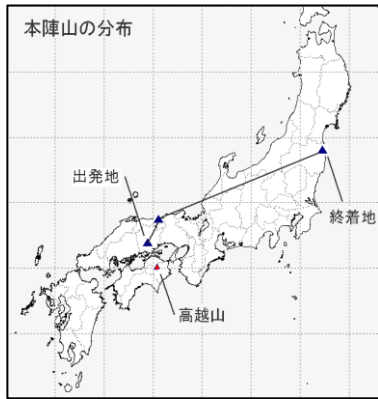 本陣山の分布
出発地
終着地
高越山